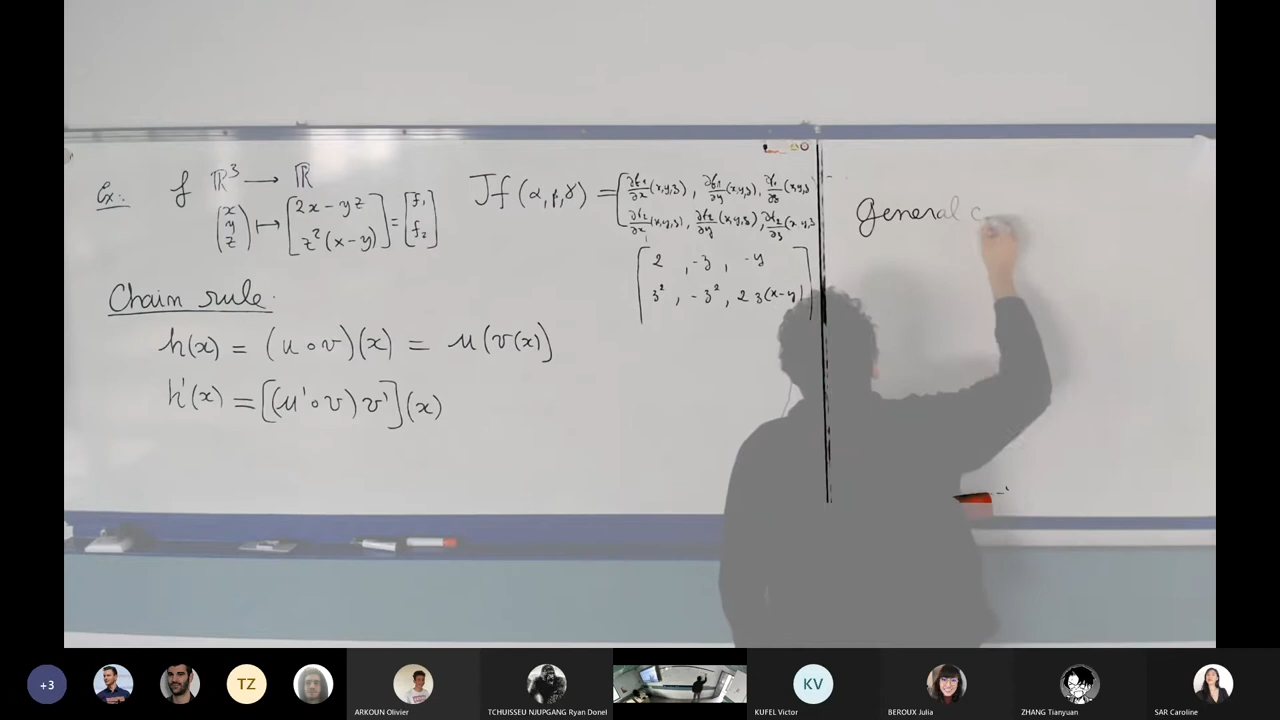 Ex: f ℝ³ → ℝ
(x y z) ↦ [2x - yz, z²(x-y)] = [f₁, f₂]
Jf(α, β, γ) = [∂f₁/∂x (x,y,z), ∂f₁/∂y (x,y,z), ∂f₁/∂z (x,y,z
∂f₂/∂x (x,y,z), ∂f₂/∂y (x,y,z), ∂f₂/∂z (x,y,z
[2, -z, -y
z², -z², 2z(x-y)]
Chain rule.
h(x) = (u∘v)(x) = u(v(x))
h'(x) = [(u'∘v) v'](x)
General c
+3
TZ
KV
ARKOUN Olivier
TCHUISSEU NJUPGANG Ryan Donel
KUFEL Victor
BEROUX Julia
ZHANG Tianyuan
SAR Caroline